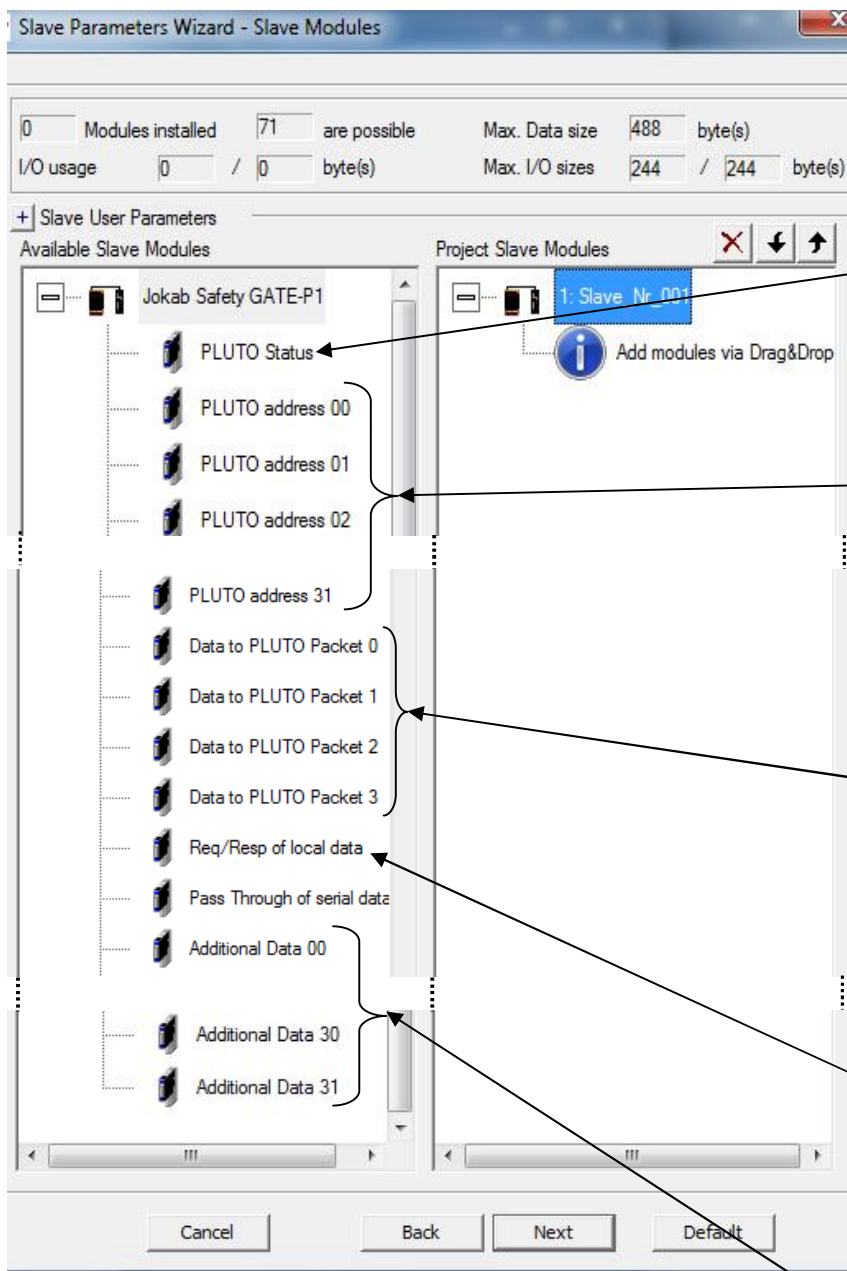 Slave Parameters Wizard - Slave Modules
0 Modules installed 71 are possible Max. Data size 488 byte(s)
I/O usage 0 / 0 byte(s) Max. I/O sizes 244 / 244 byte(s)
Slave User Parameters
Available Slave Modules
Project Slave Modules
Jokab Safety GATE-P1
PLUTO Status
PLUTO address 00
PLUTO address 01
PLUTO address 02
PLUTO address 31
Data to PLUTO Packet 0
Data to PLUTO Packet 1
Data to PLUTO Packet 2
Data to PLUTO Packet 3
Req/Resp of local data
Pass Through of serial data
Additional Data 00
Additional Data 30
Additional Data 31
1: Slave Nr_001
Add modules via Drag&Drop
Cancel
Back
Next
Default